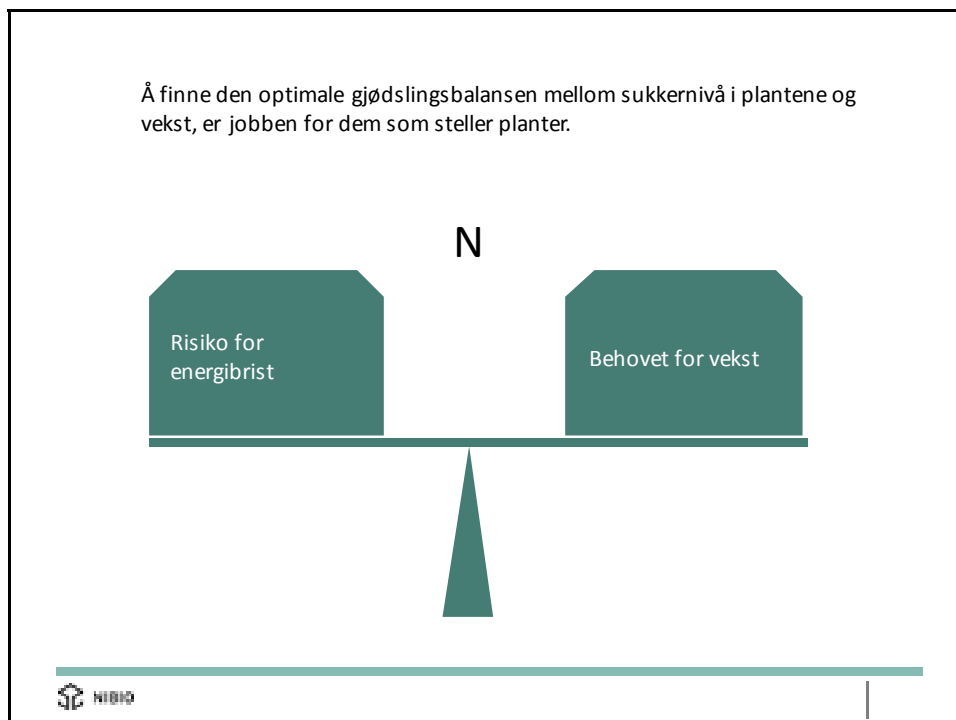 Å finne den optimale gjødslingsbalansen mellom sukkernivå i plantene og
vekst, er jobben for dem som steller planter.
N
Risiko for
energibrist
Behovet for vekst
NIBIO